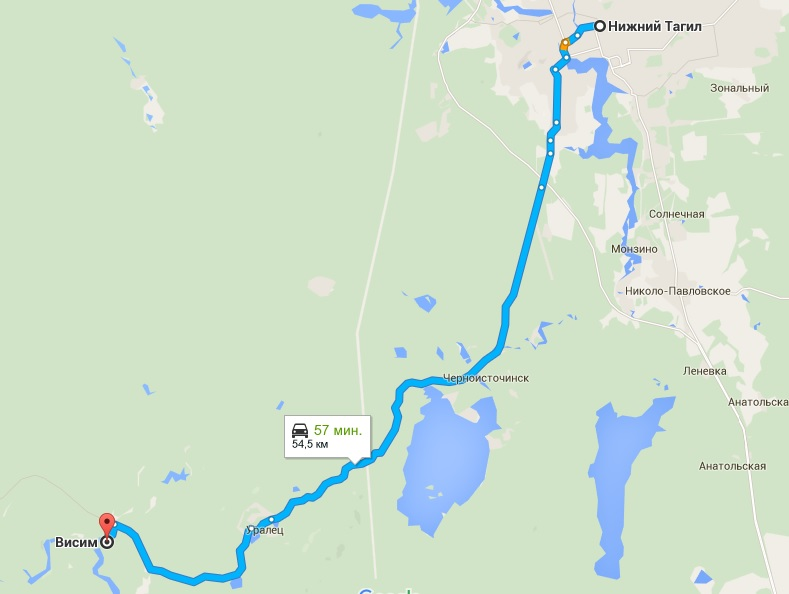 Нижний Тагил
Зональный
Солнечная
Монзино
Николо-Павловское
Леневка
Черноисточинск
Анатольска
57 мин.
54,5 км
Анатольская
Уралец
Висим